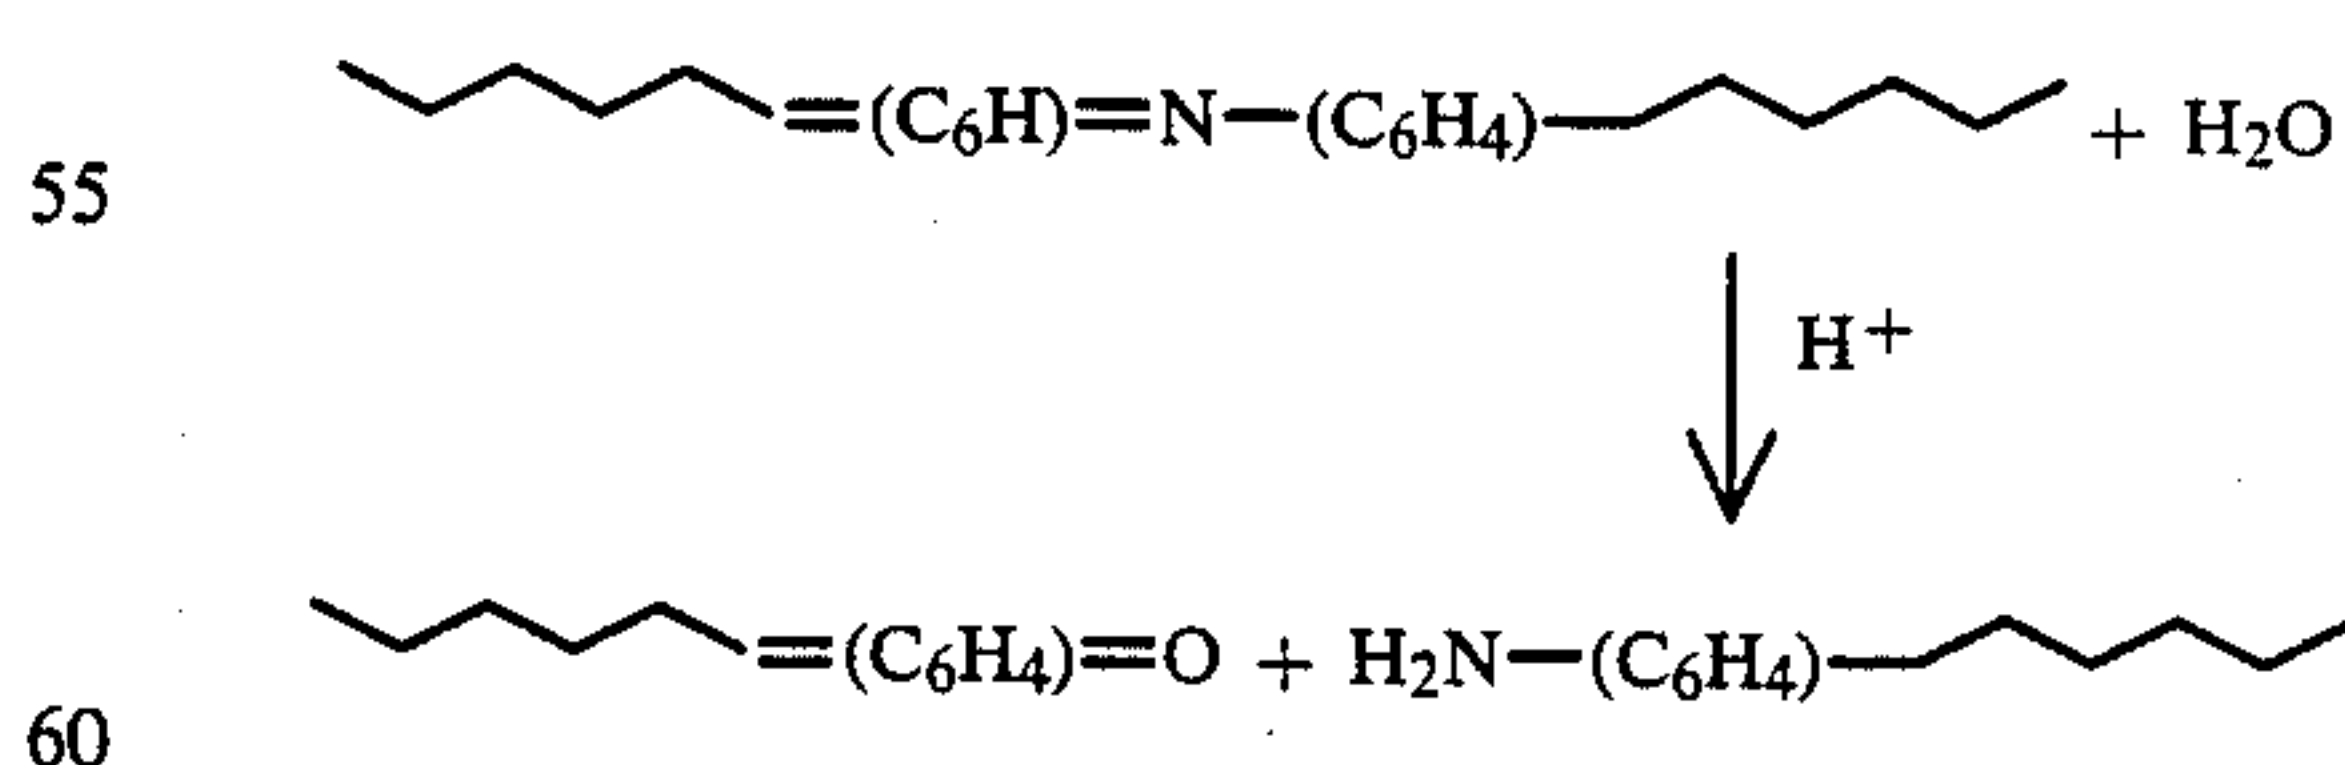 =(C₆H)=N—(C₆H₄)— + H₂O
55
H⁺
=(C₆H₄)=O + H₂N—(C₆H₄)—
60